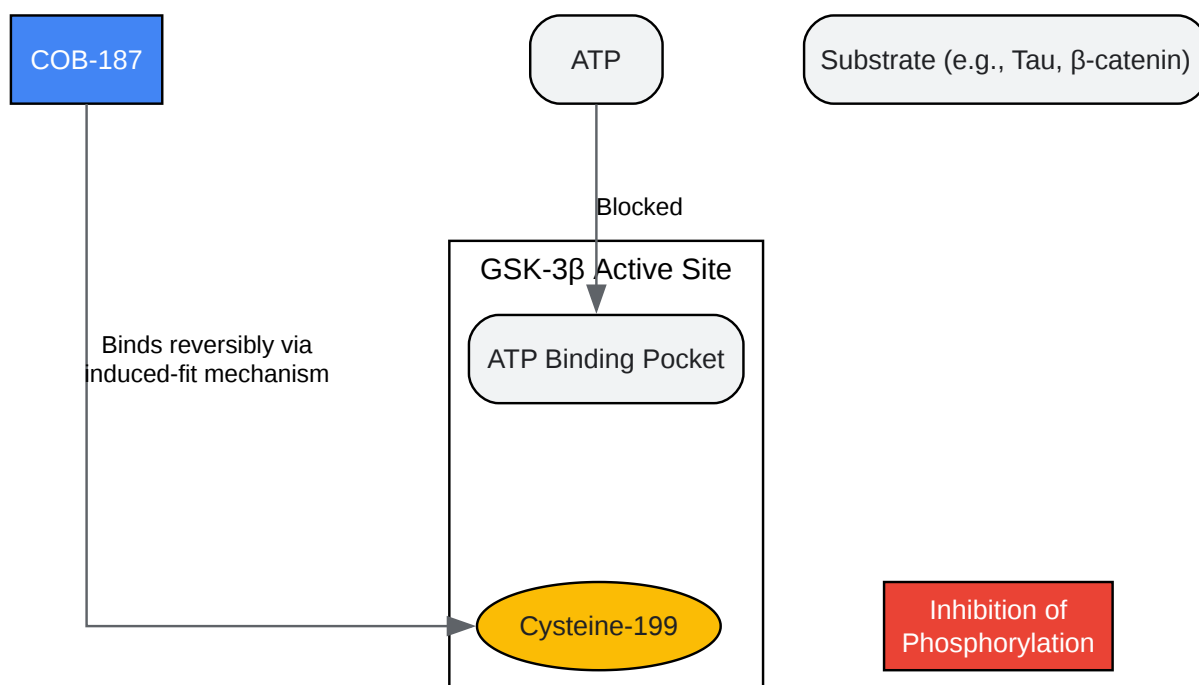 COB-187
ATP
Substrate (e.g., Tau, β-catenin)
Blocked
GSK-3β Active Site
Binds reversibly via
induced-fit mechanism
ATP Binding Pocket
Cysteine-199
Inhibition of
Phosphorylation